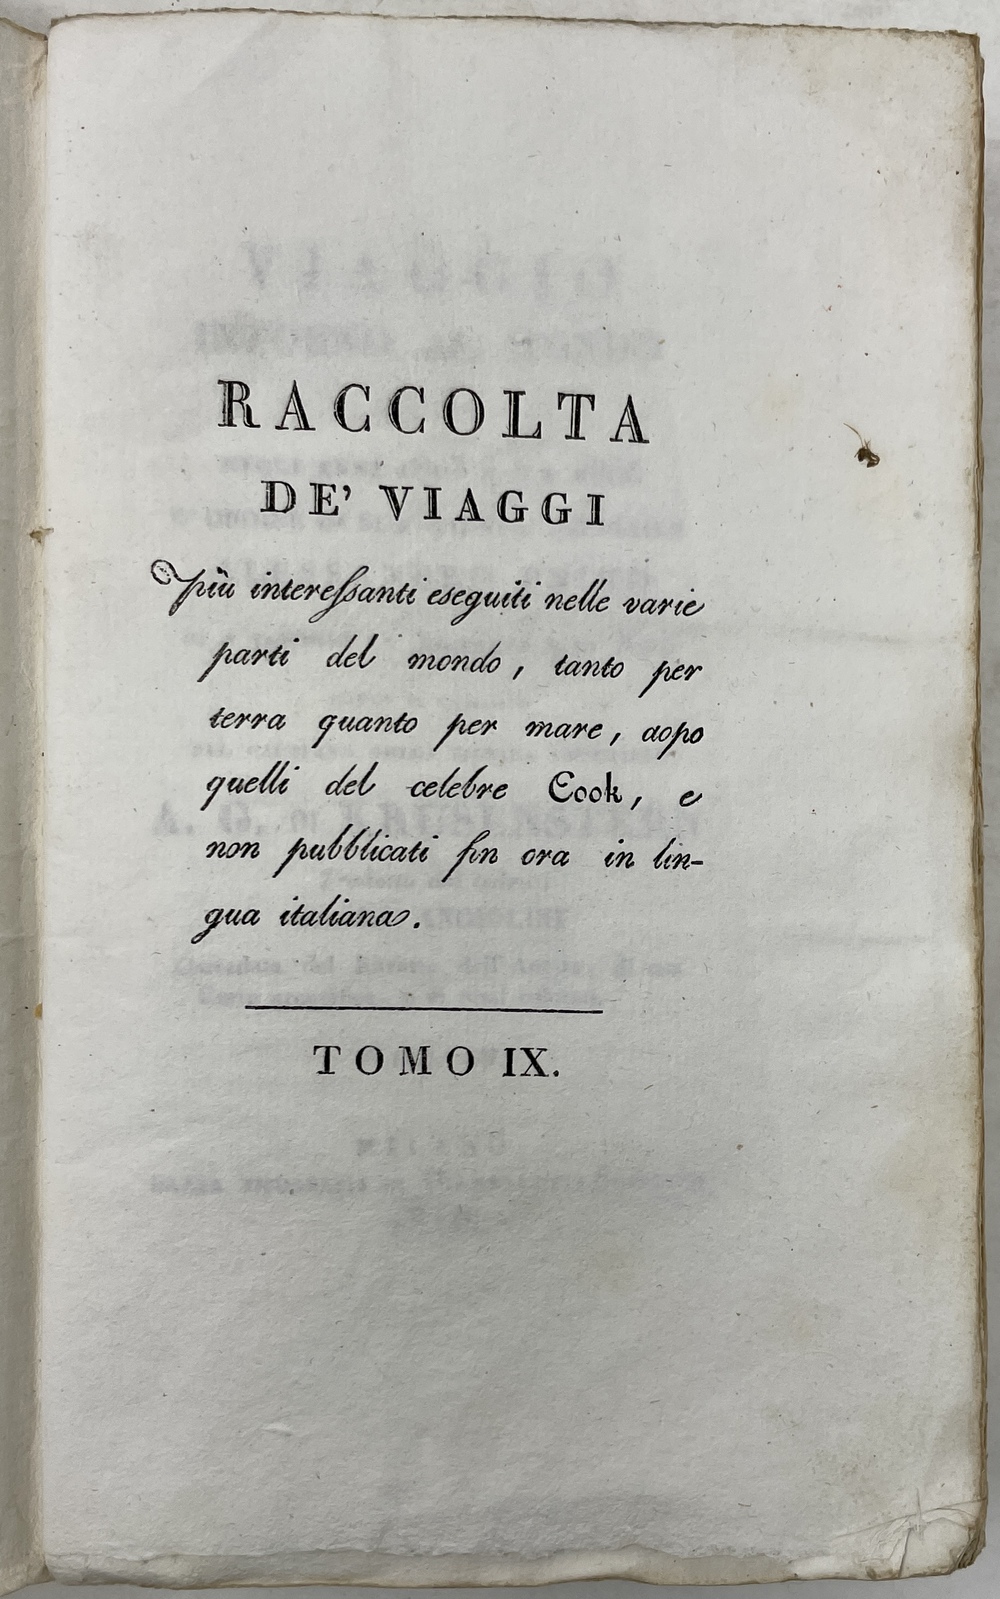 RACCOLTA
DE' VIAGGI
più intereſsanti eseguiti nelle varie
parti del mondo, tanto per
terra quanto per mare, dopo
quelli del celebre Cook, e
non pubblicati fin ora in lin-
gua italiana.
TOMO IX.